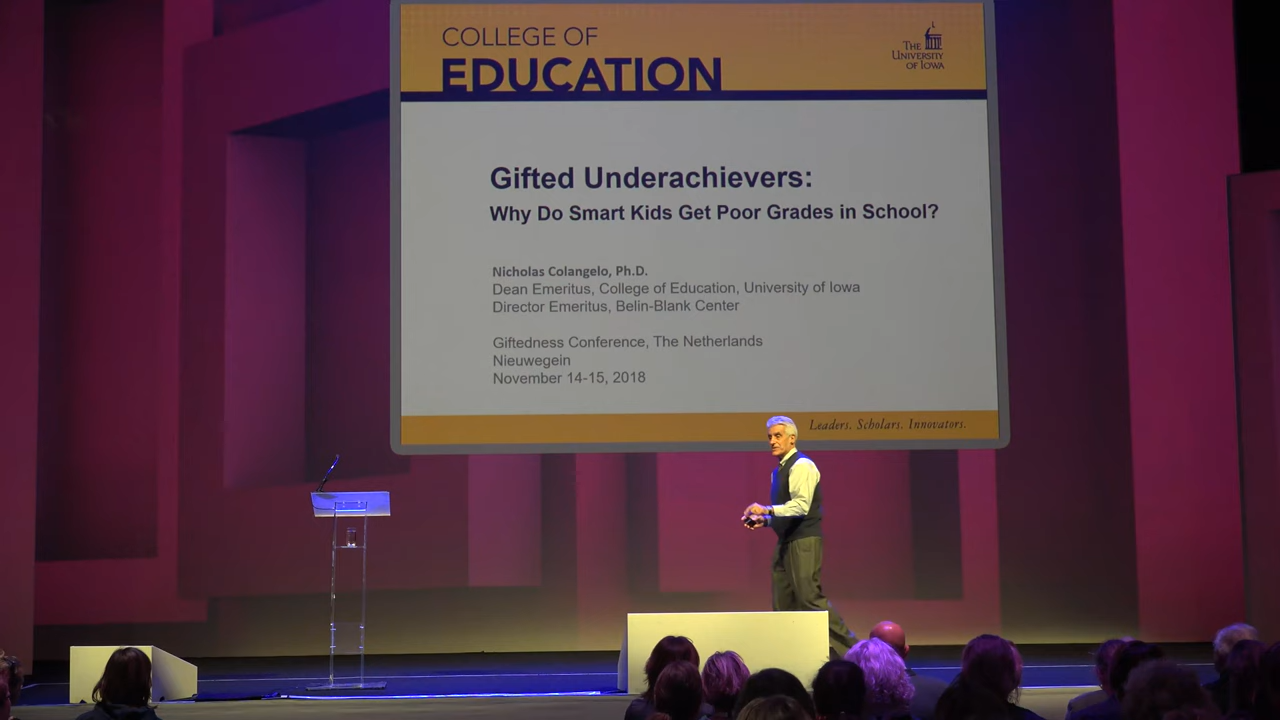 COLLEGE OF
EDUCATION
THE
UNIVERSITY
OF IOWA
Gifted Underachievers:
Why Do Smart Kids Get Poor Grades in School?
Nicholas Colangelo, Ph.D.
Dean Emeritus, College of Education, University of Iowa
Director Emeritus, Belin-Blank Center
Giftedness Conference, The Netherlands
Nieuwegein
November 14-15, 2018
Leaders. Scholars. Innovators.